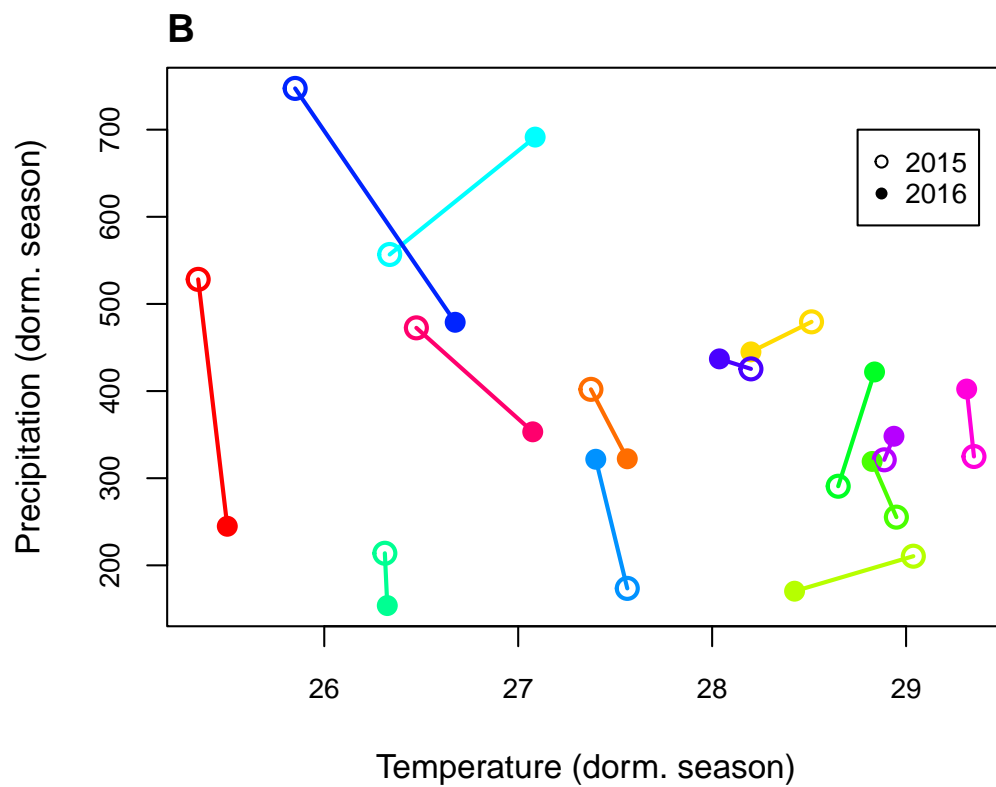 B
Precipitation (dorm. season)
700
600
500
400
300
200
2015
2016
26 27 28 29
Temperature (dorm. season)